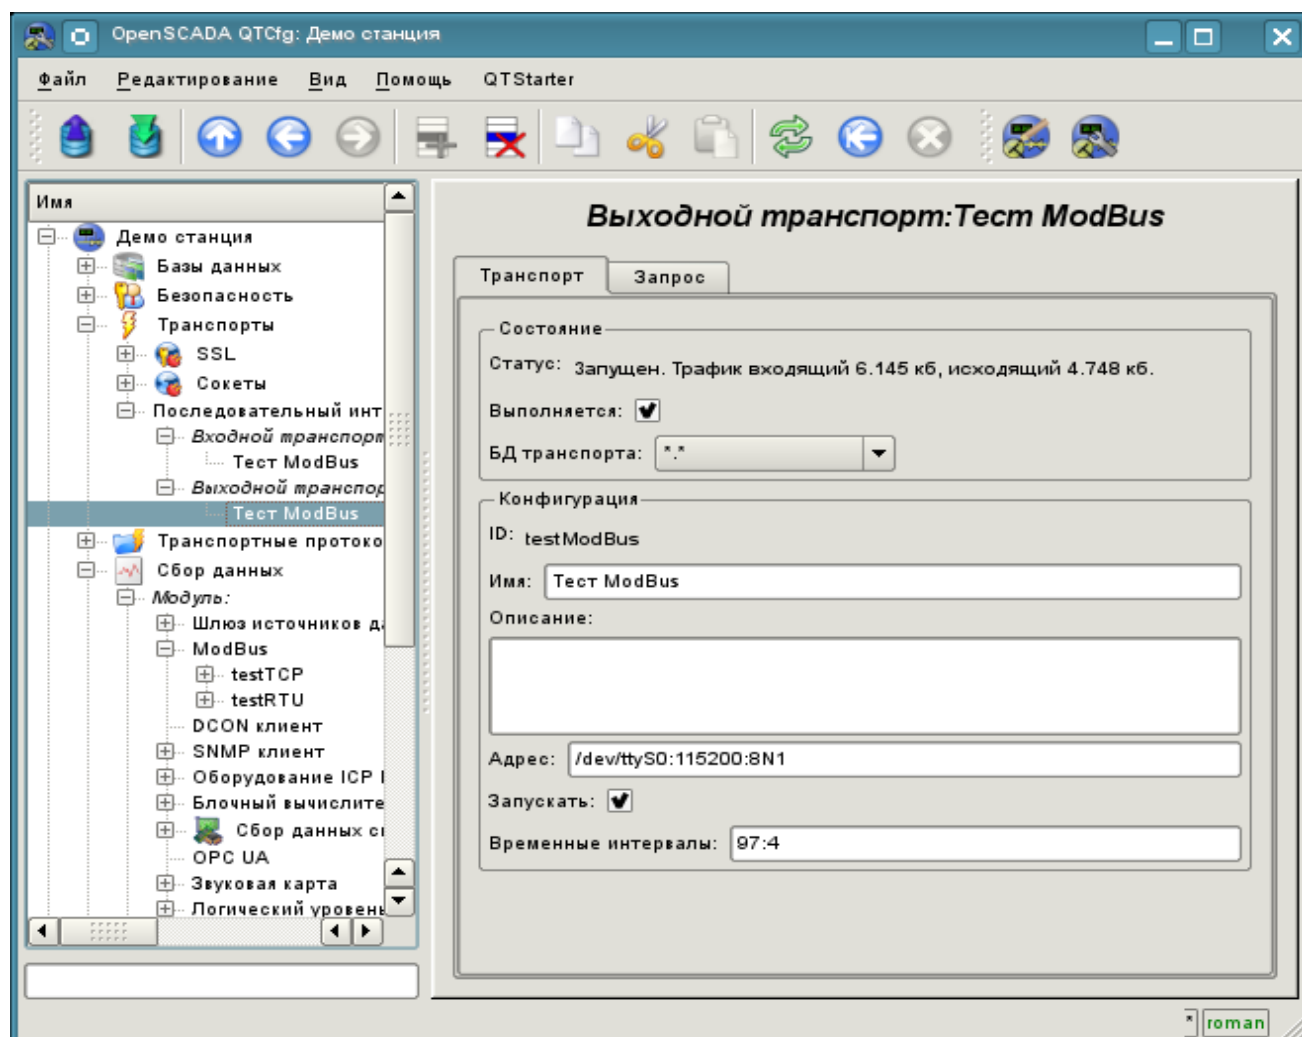 OpenSCADA QTCfg: Демо станция
Файл Редактирование Вид Помощь QTStarter
Имя
Демо станция
Базы данных
Безопасность
Транспорты
SSL
Сокеты
Последовательный инт
Входной транспорт
Тест ModBus
Выходной транспор
Тест ModBus
Транспортные протоко
Сбор данных
Модуль:
Шлюз источников д
ModBus
testTCP
testRTU
DCON клиент
SNMP клиент
Оборудование ICP
Блочный вычислите
Сбор данных с
OPC UA
Звуковая карта
Логический уровень
Выходной транспорт:Тест ModBus
Транспорт Запрос
Состояние
Статус: Запущен. Трафик входящий 6.145 кб, исходящий 4.748 кб.
Выполняется:
БД транспорта: *.*
Конфигурация
ID: testModBus
Имя: Тест ModBus
Описание:
Адрес: /dev/ttyS0:115200:8N1
Запускать:
Временные интервалы: 97:4
* roman